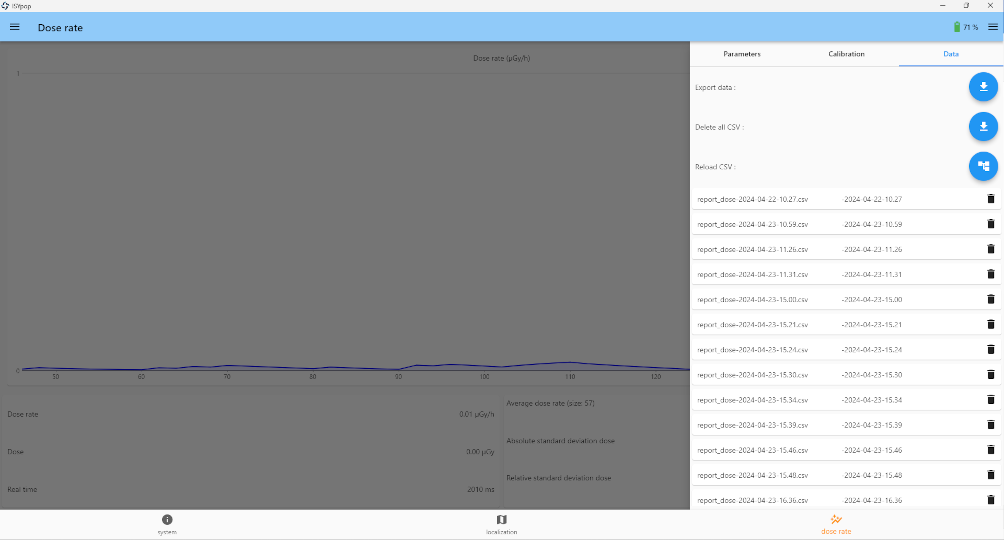 ISYpop
Dose rate
71 %
Dose rate (µGy/h)
1
0
50 60 70 80 90 100 110 120
Dose rate 0.01 µGy/h
Dose 0.00 µGy
Real time 2010 ms
Average dose rate (size: 57)
Absolute standard deviation dose
Relative standard deviation dose
Parameters Calibration Data
Export data :
Delete all CSV :
Reload CSV :
report_dose-2024-04-22-10.27.csv -2024-04-22-10.27
report_dose-2024-04-23-10.59.csv -2024-04-23-10.59
report_dose-2024-04-23-11.26.csv -2024-04-23-11.26
report_dose-2024-04-23-11.31.csv -2024-04-23-11.31
report_dose-2024-04-23-15.00.csv -2024-04-23-15.00
report_dose-2024-04-23-15.21.csv -2024-04-23-15.21
report_dose-2024-04-23-15.24.csv -2024-04-23-15.24
report_dose-2024-04-23-15.30.csv -2024-04-23-15.30
report_dose-2024-04-23-15.34.csv -2024-04-23-15.34
report_dose-2024-04-23-15.39.csv -2024-04-23-15.39
report_dose-2024-04-23-15.46.csv -2024-04-23-15.46
report_dose-2024-04-23-15.48.csv -2024-04-23-15.48
report_dose-2024-04-23-16.36.csv -2024-04-23-16.36
system
localization
dose rate